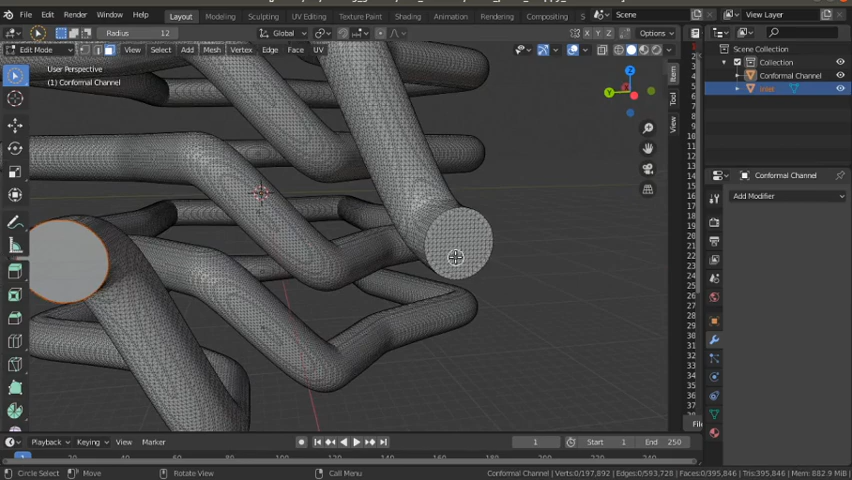 File Edit Render Window Help Layout Modeling Sculpting UV Editing Texture Paint Shading Animation Rendering Compositing Scene View Layer
Radius 12 Global Options
Edit Mode View Select Add Mesh Vertex Edge Face UV X Y Z
User Perspective
(1) Conformal Channel
Item
Tool
View
Z
Y
Scene Collection
Collection
Conformal Channel
Inlet
Conformal Channel
Add Modifier
Playback Keying View Marker 1 Start 1 End 250
Circle Select Move Rotate View Call Menu Conformal Channel | Verts:0/197,892 | Edges:0/593,728 | Faces:0/395,846 | Tris:395,846 | Mem: 882.9 MiB